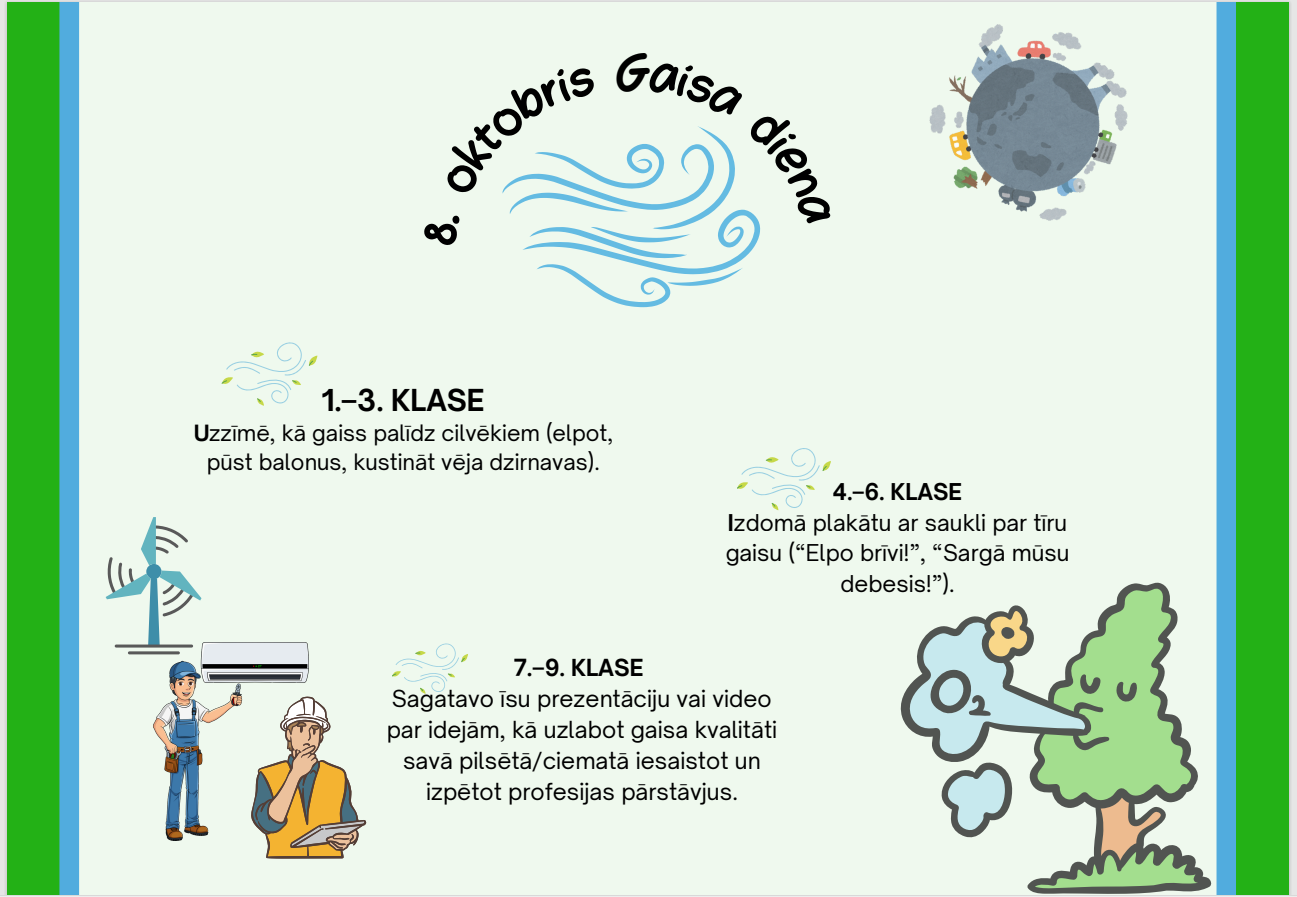 8. oktobris Gaisa diena
1.–3. KLASE
Uzzīmē, kā gaiss palīdz cilvēkiem (elpot,
pūst balonus, kustināt vēja dzirnavas).
4.–6. KLASE
Izdomā plakātu ar saukli par tīru
gaisu (“Elpo brīvi!”, “Sargā mūsu
debesis!”).
7.–9. KLASE
Sagatavo īsu prezentāciju vai video
par idejām, kā uzlabot gaisa kvalitāti
savā pilsētā/ciematā iesaistot un
izpētot profesijas pārstāvjus.
O2